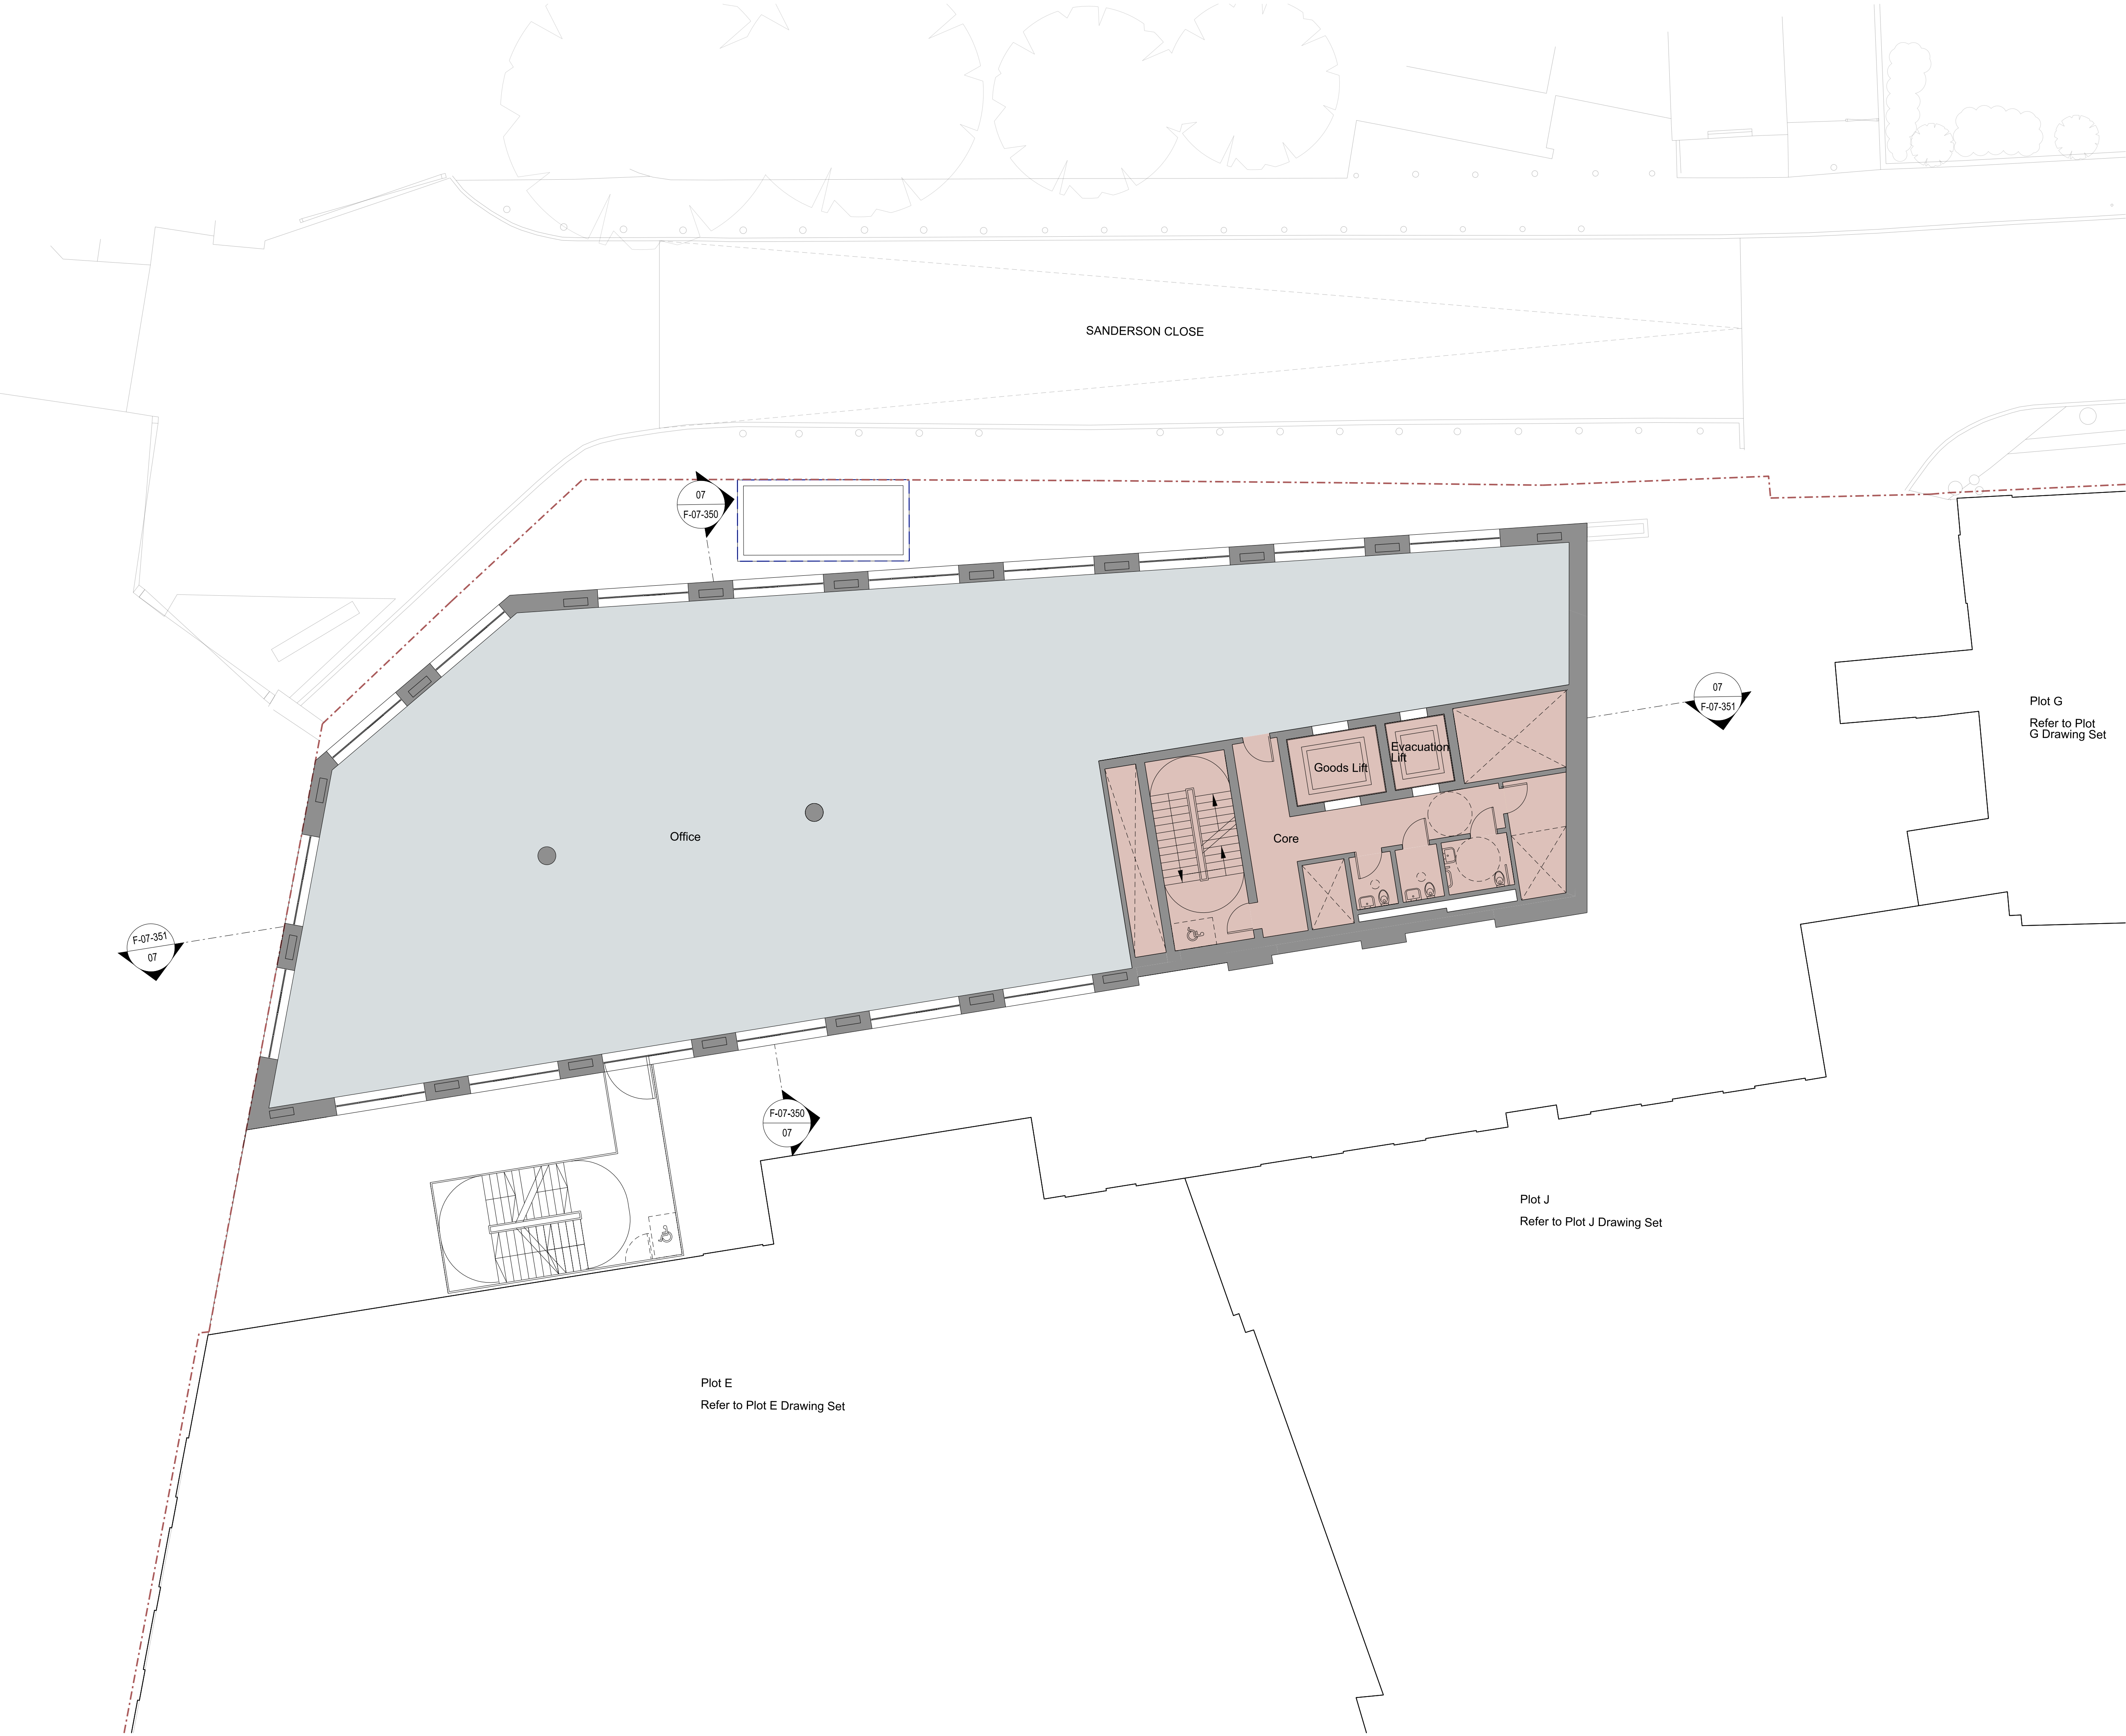 SANDERSON CLOSE
07
F-07-350
07
F-07-351
Plot G
Refer to Plot
G Drawing Set
Evacuation
Lift
Goods Lift
Office
Core
F-07-351
07
F-07-350
07
Plot J
Refer to Plot J Drawing Set
Plot E
Refer to Plot E Drawing Set